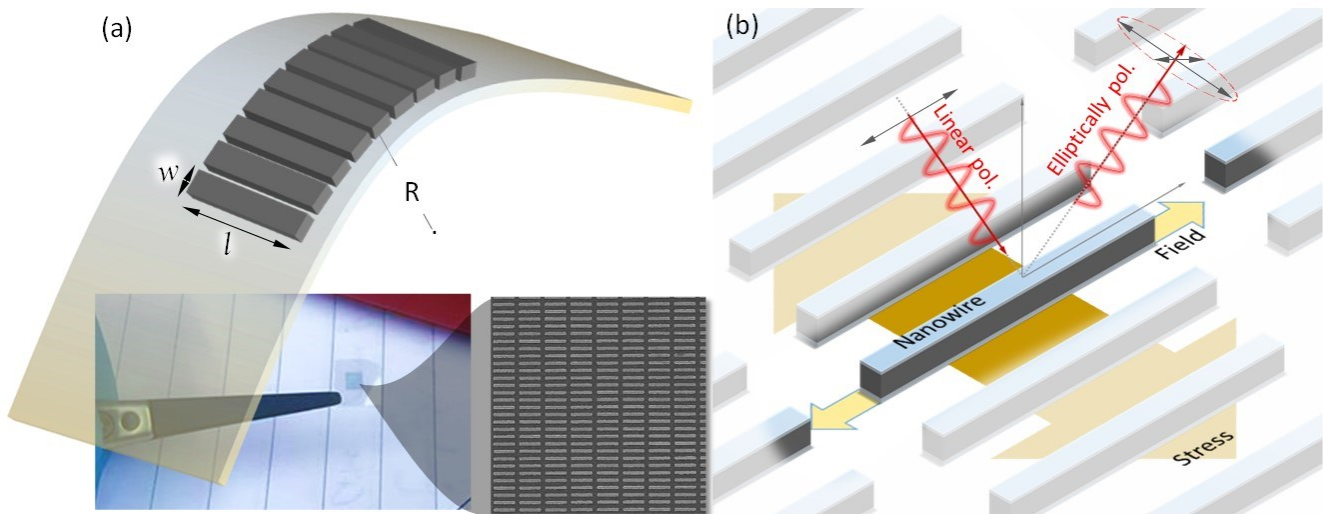 (a)
w
l
R
(b)
Linear pol.
Elliptically pol.
Nanowire
Field
Stress